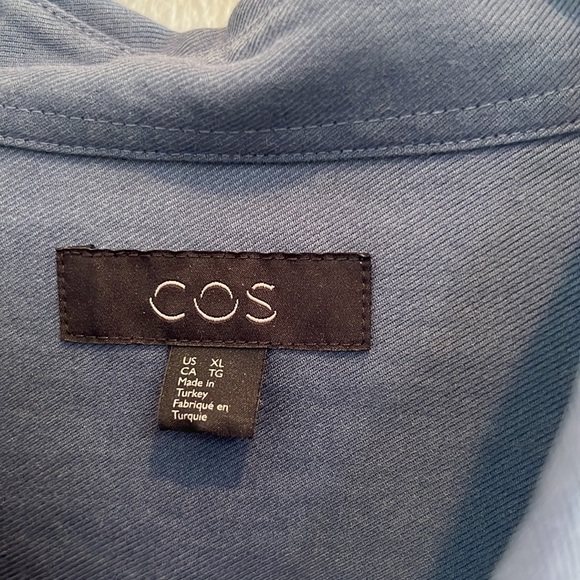 COS
US XL
CA TG
Made in
Turkey
Fabriqué en
Turquie